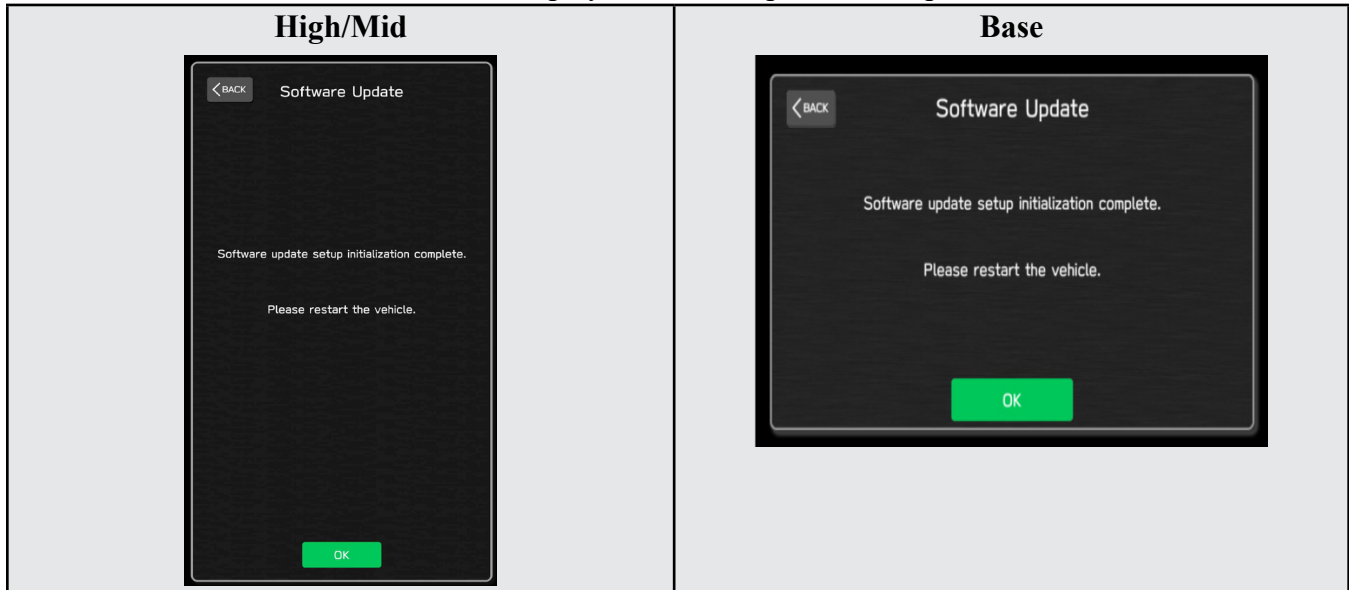 High/Mid
BACK
Software Update
Software update setup initialization complete.
Please restart the vehicle.
OK
Base
BACK
Software Update
Software update setup initialization complete.
Please restart the vehicle.
OK